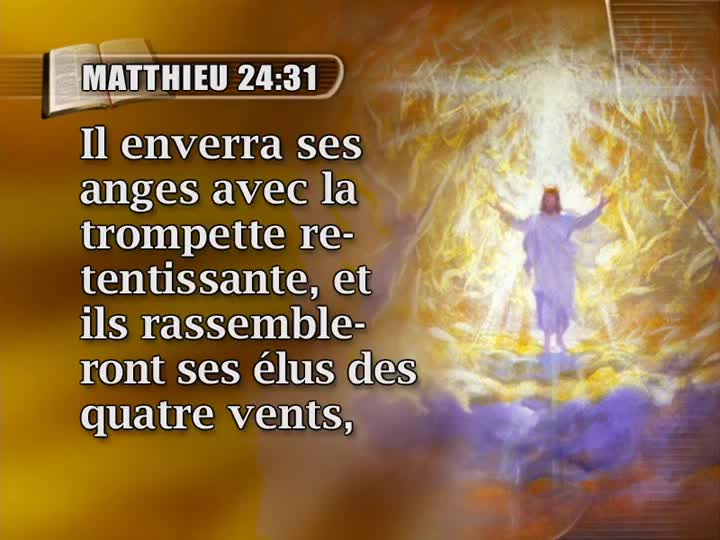 MATTHIEU 24:31
Il enverra ses
anges avec la
trompette re-
tentissante, et
ils rassemble-
ront ses élus des
quatre vents,